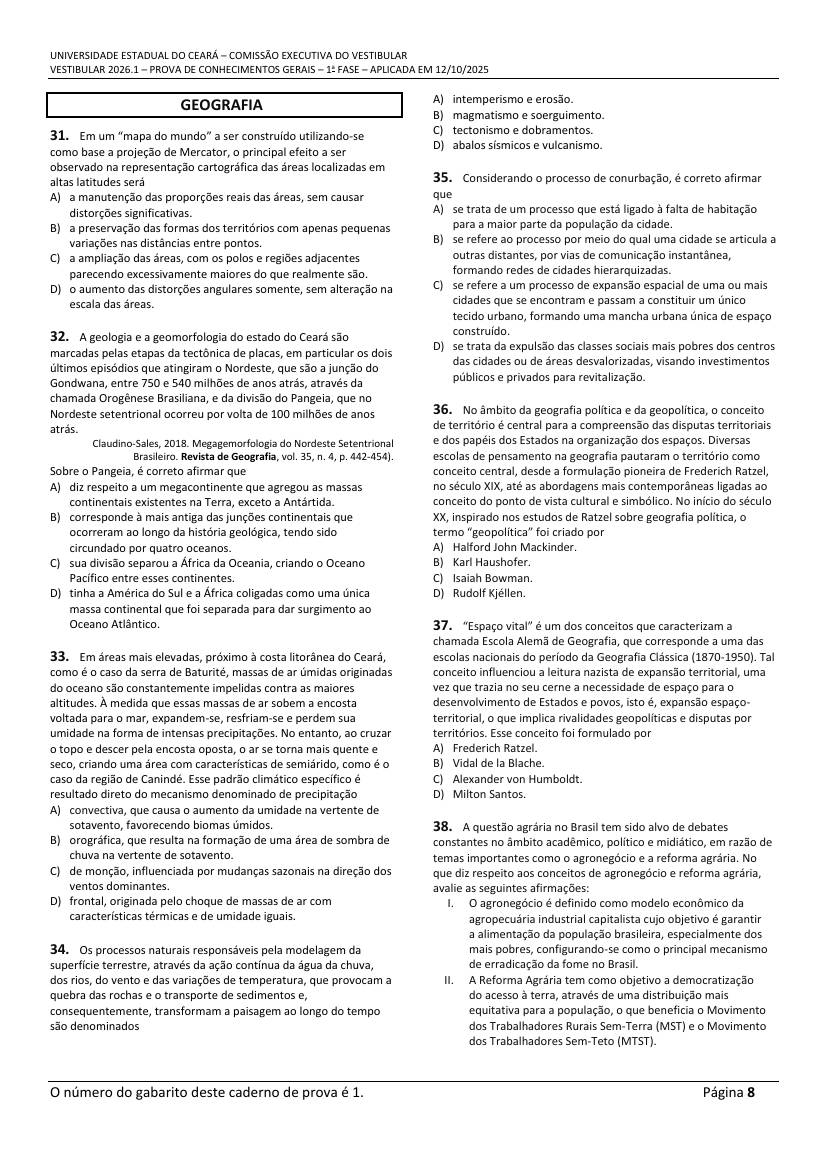 UNIVERSIDADE ESTADUAL DO CEARÁ – COMISSÃO EXECUTIVA DO VESTIBULAR
VESTIBULAR 2026.1 – PROVA DE CONHECIMENTOS GERAIS – 1ª FASE – APLICADA EM 12/10/2025
GEOGRAFIA
31. Em um “mapa do mundo” a ser construído utilizando-se
como base a projeção de Mercator, o principal efeito a ser
observado na representação cartográfica das áreas localizadas em
altas latitudes será
A) a manutenção das proporções reais das áreas, sem causar
distorções significativas.
B) a preservação das formas dos territórios com apenas pequenas
variações nas distâncias entre pontos.
C) a ampliação das áreas, com os polos e regiões adjacentes
parecendo excessivamente maiores do que realmente são.
D) o aumento das distorções angulares somente, sem alteração na
escala das áreas.
32. A geologia e a geomorfologia do estado do Ceará são
marcadas pelas etapas da tectônica de placas, em particular os dois
últimos episódios que atingiram o Nordeste, que são a junção do
Gondwana, entre 750 e 540 milhões de anos atrás, através da
chamada Orogênese Brasiliana, e da divisão do Pangeia, que no
Nordeste setentrional ocorreu por volta de 100 milhões de anos
atrás.
Claudino-Sales, 2018. Megagemorfologia do Nordeste Setentrional
Brasileiro. Revista de Geografia, vol. 35, n. 4, p. 442-454).
Sobre o Pangeia, é correto afirmar que
A) diz respeito a um megacontinente que agregou as massas
continentais existentes na Terra, exceto a Antártida.
B) corresponde à mais antiga das junções continentais que
ocorreram ao longo da história geológica, tendo sido
circundado por quatro oceanos.
C) sua divisão separou a África da Oceania, criando o Oceano
Pacífico entre esses continentes.
D) tinha a América do Sul e a África coligadas como uma única
massa continental que foi separada para dar surgimento ao
Oceano Atlântico.
33. Em áreas mais elevadas, próximo à costa litorânea do Ceará,
como é o caso da serra de Baturité, massas de ar úmidas originadas
do oceano são constantemente impelidas contra as maiores
altitudes. À medida que essas massas de ar sobem a encosta
voltada para o mar, expandem-se, resfriam-se e perdem sua
umidade na forma de intensas precipitações. No entanto, ao cruzar
o topo e descer pela encosta oposta, o ar se torna mais quente e
seco, criando uma área com características de semiárido, como é o
caso da região de Canindé. Esse padrão climático específico é
resultado direto do mecanismo denominado de precipitação
A) convectiva, que causa o aumento da umidade na vertente de
sotavento, favorecendo biomas úmidos.
B) orográfica, que resulta na formação de uma área de sombra de
chuva na vertente de sotavento.
C) de monção, influenciada por mudanças sazonais na direção dos
ventos dominantes.
D) frontal, originada pelo choque de massas de ar com
características térmicas e de umidade iguais.
34. Os processos naturais responsáveis pela modelagem da
superfície terrestre, através da ação contínua da água da chuva,
dos rios, do vento e das variações de temperatura, que provocam a
quebra das rochas e o transporte de sedimentos e,
consequentemente, transformam a paisagem ao longo do tempo
são denominados
A) intemperismo e erosão.
B) magmatismo e soerguimento.
C) tectonismo e dobramentos.
D) abalos sísmicos e vulcanismo.
35. Considerando o processo de conurbação, é correto afirmar
que
A) se trata de um processo que está ligado à falta de habitação
para a maior parte da população da cidade.
B) se refere ao processo por meio do qual uma cidade se articula a
outras distantes, por vias de comunicação instantânea,
formando redes de cidades hierarquizadas.
C) se refere a um processo de expansão espacial de uma ou mais
cidades que se encontram e passam a constituir um único
tecido urbano, formando uma mancha urbana única de espaço
construído.
D) se trata da expulsão das classes sociais mais pobres dos centros
das cidades ou de áreas desvalorizadas, visando investimentos
públicos e privados para revitalização.
36. No âmbito da geografia política e da geopolítica, o conceito
de território é central para a compreensão das disputas territoriais
e dos papéis dos Estados na organização dos espaços. Diversas
escolas de pensamento na geografia pautaram o território como
conceito central, desde a formulação pioneira de Frederich Ratzel,
no século XIX, até as abordagens mais contemporâneas ligadas ao
conceito do ponto de vista cultural e simbólico. No início do século
XX, inspirado nos estudos de Ratzel sobre geografia política, o
termo “geopolítica” foi criado por
A) Halford John Mackinder.
B) Karl Haushofer.
C) Isaiah Bowman.
D) Rudolf Kjéllen.
37. “Espaço vital” é um dos conceitos que caracterizam a
chamada Escola Alemã de Geografia, que corresponde a uma das
escolas nacionais do período da Geografia Clássica (1870-1950). Tal
conceito influenciou a leitura nazista de expansão territorial, uma
vez que trazia no seu cerne a necessidade de espaço para o
desenvolvimento de Estados e povos, isto é, expansão espaço-
territorial, o que implica rivalidades geopolíticas e disputas por
territórios. Esse conceito foi formulado por
A) Frederich Ratzel.
B) Vidal de la Blache.
C) Alexander von Humboldt.
D) Milton Santos.
38. A questão agrária no Brasil tem sido alvo de debates
constantes no âmbito acadêmico, político e midiático, em razão de
temas importantes como o agronegócio e a reforma agrária. No
que diz respeito aos conceitos de agronegócio e reforma agrária,
avalie as seguintes afirmações:
I. O agronegócio é definido como modelo econômico da
agropecuária industrial capitalista cujo objetivo é garantir
a alimentação da população brasileira, especialmente dos
mais pobres, configurando-se como o principal mecanismo
de erradicação da fome no Brasil.
II. A Reforma Agrária tem como objetivo a democratização
do acesso à terra, através de uma distribuição mais
equitativa para a população, o que beneficia o Movimento
dos Trabalhadores Rurais Sem-Terra (MST) e o Movimento
dos Trabalhadores Sem-Teto (MTST).
O número do gabarito deste caderno de prova é 1.
Página 8